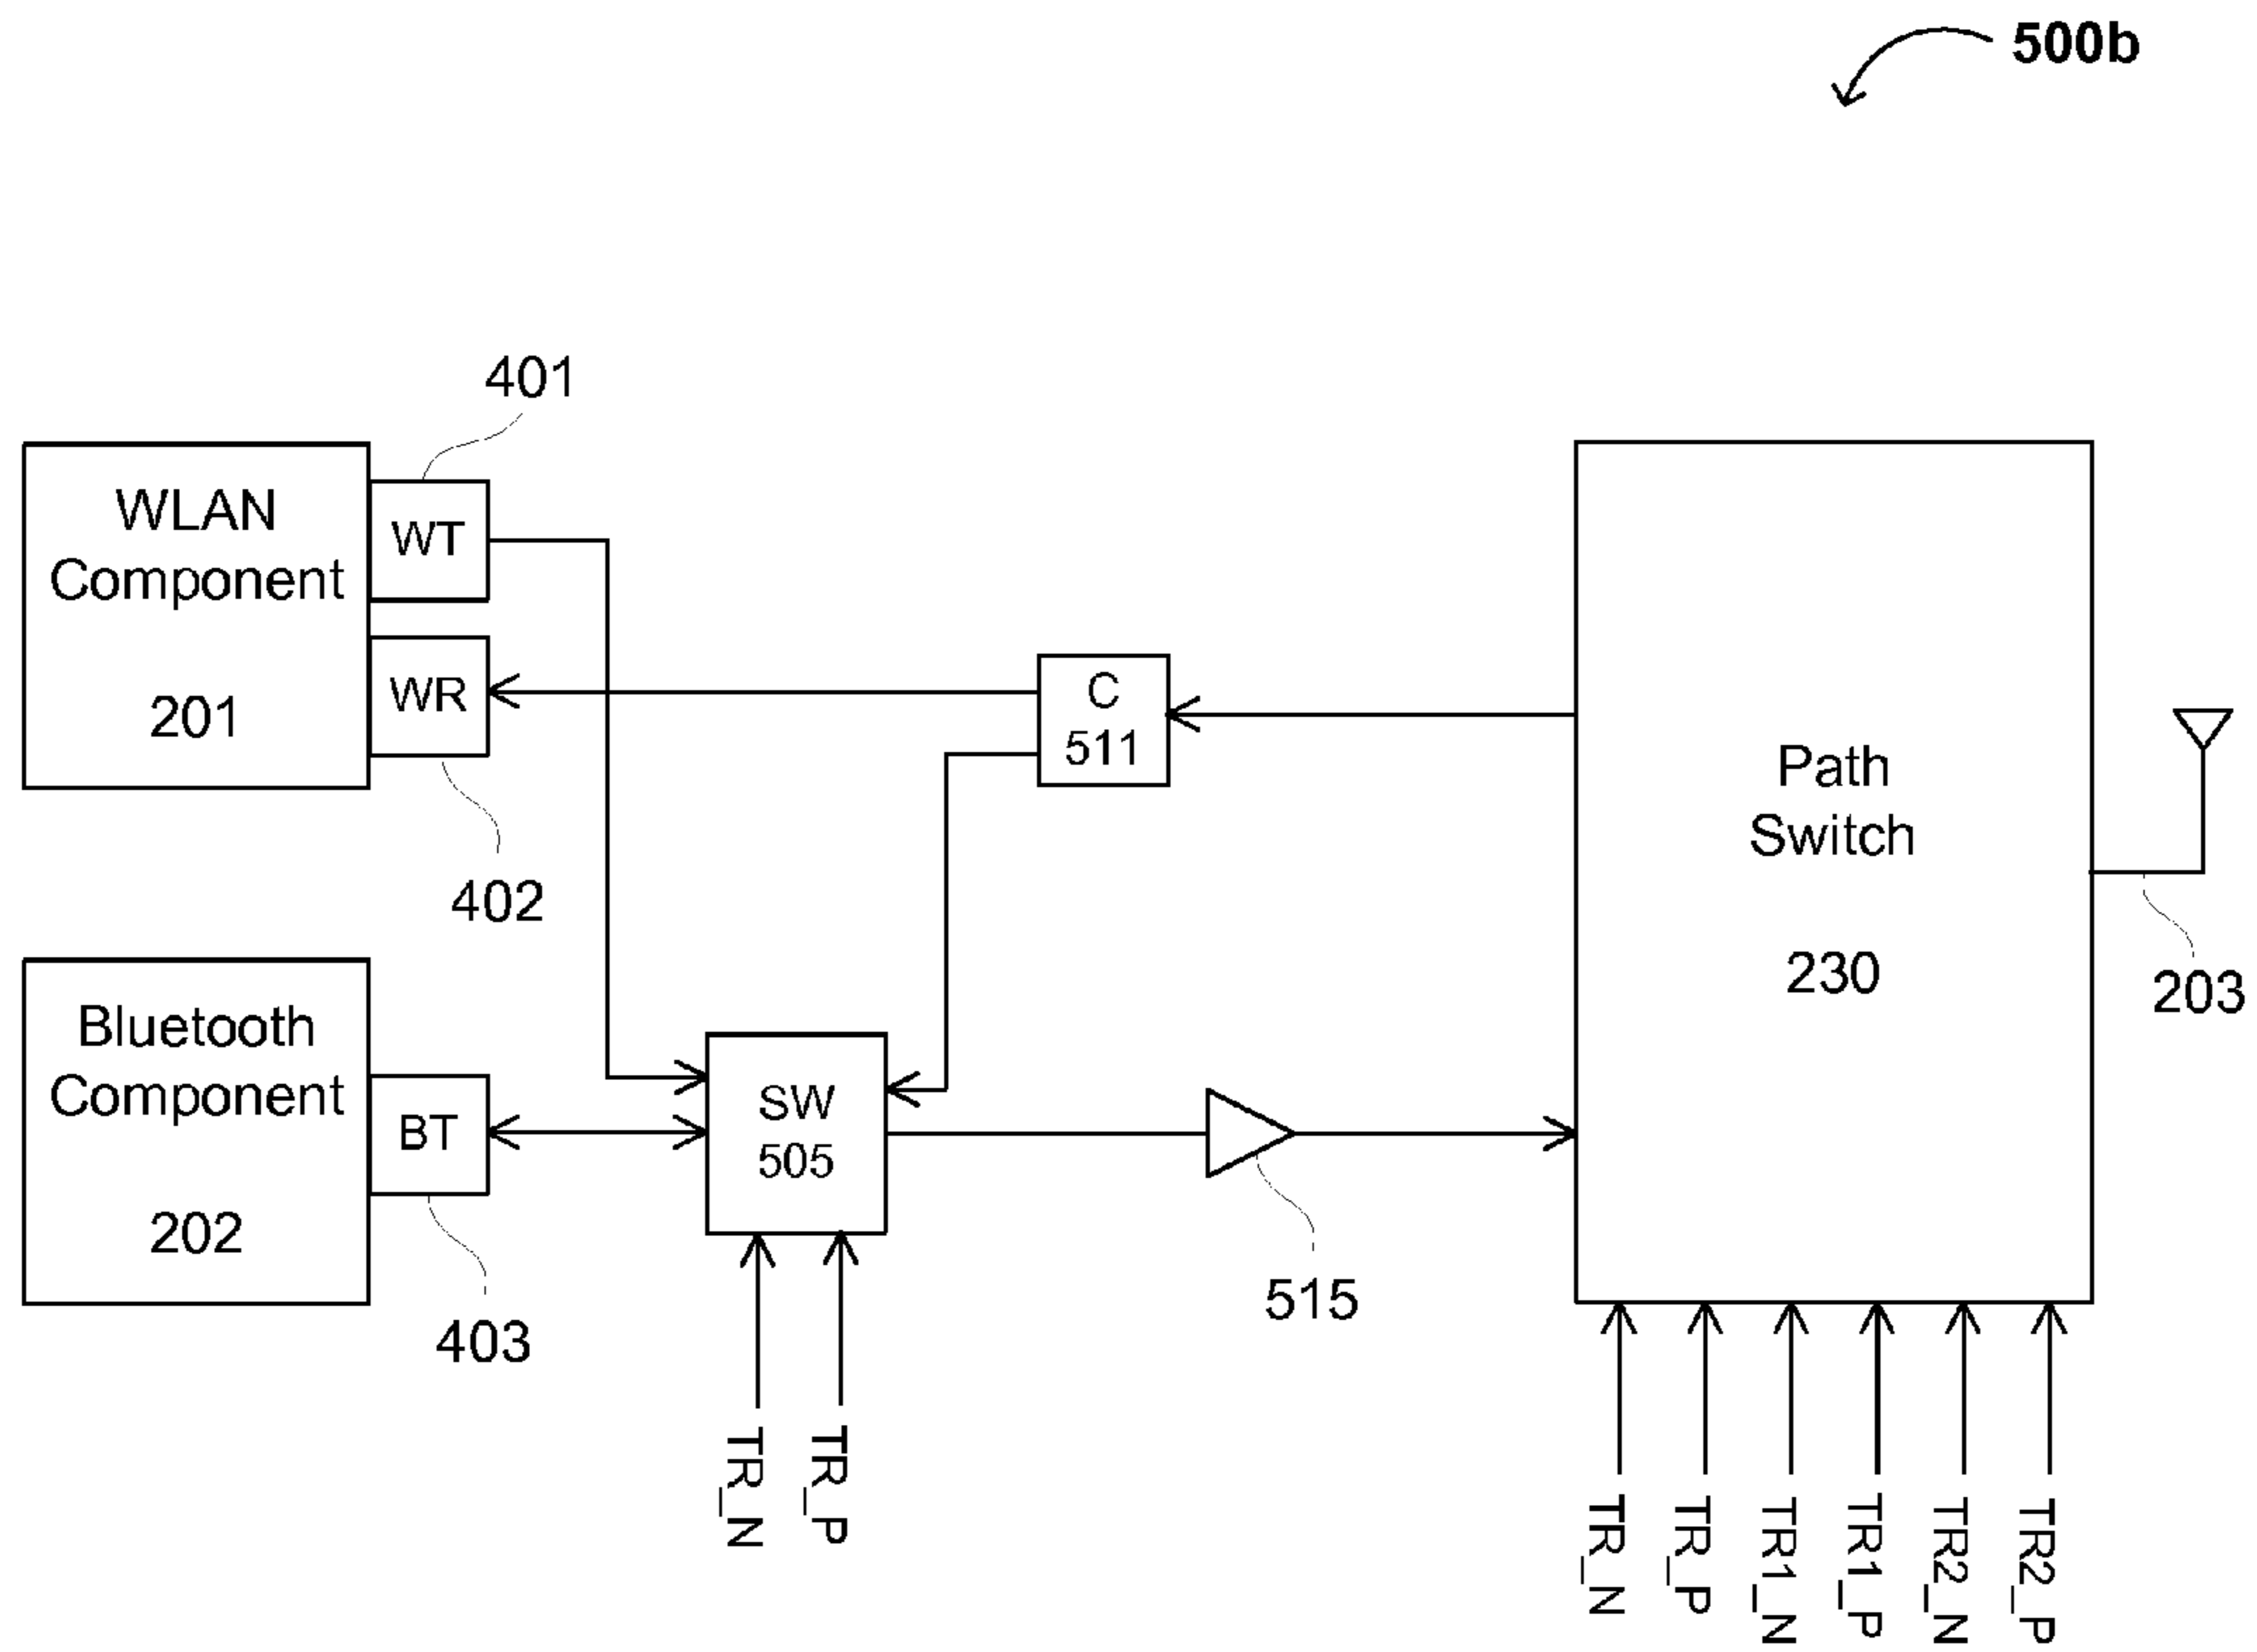 500b
401
WLAN
Component
201
WT
WR
402
C
511
Path
Switch
230
203
Bluetooth
Component
202
BT
403
SW
505
515
TR_N
TR_P
TR_N
TR_P
TR1_N
TR1_P
TR2_N
TR2_P